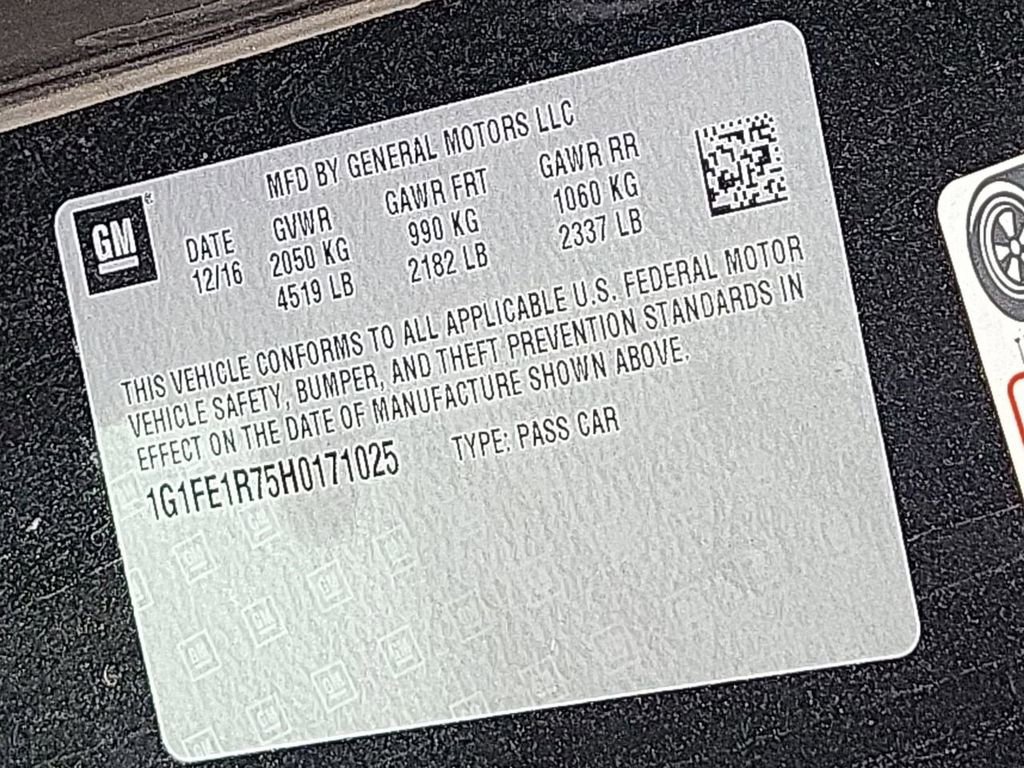 MFD BY GENERAL MOTORS LLC
GM
DATE GVWR GAWR FRT GAWR RR
12/16 2050 KG 990 KG 1060 KG
4519 LB 2182 LB 2337 LB
THIS VEHICLE CONFORMS TO ALL APPLICABLE U.S. FEDERAL MOTOR
VEHICLE SAFETY, BUMPER, AND THEFT PREVENTION STANDARDS IN
EFFECT ON THE DATE OF MANUFACTURE SHOWN ABOVE.
1G1FE1R75H0171025 TYPE: PASS CAR